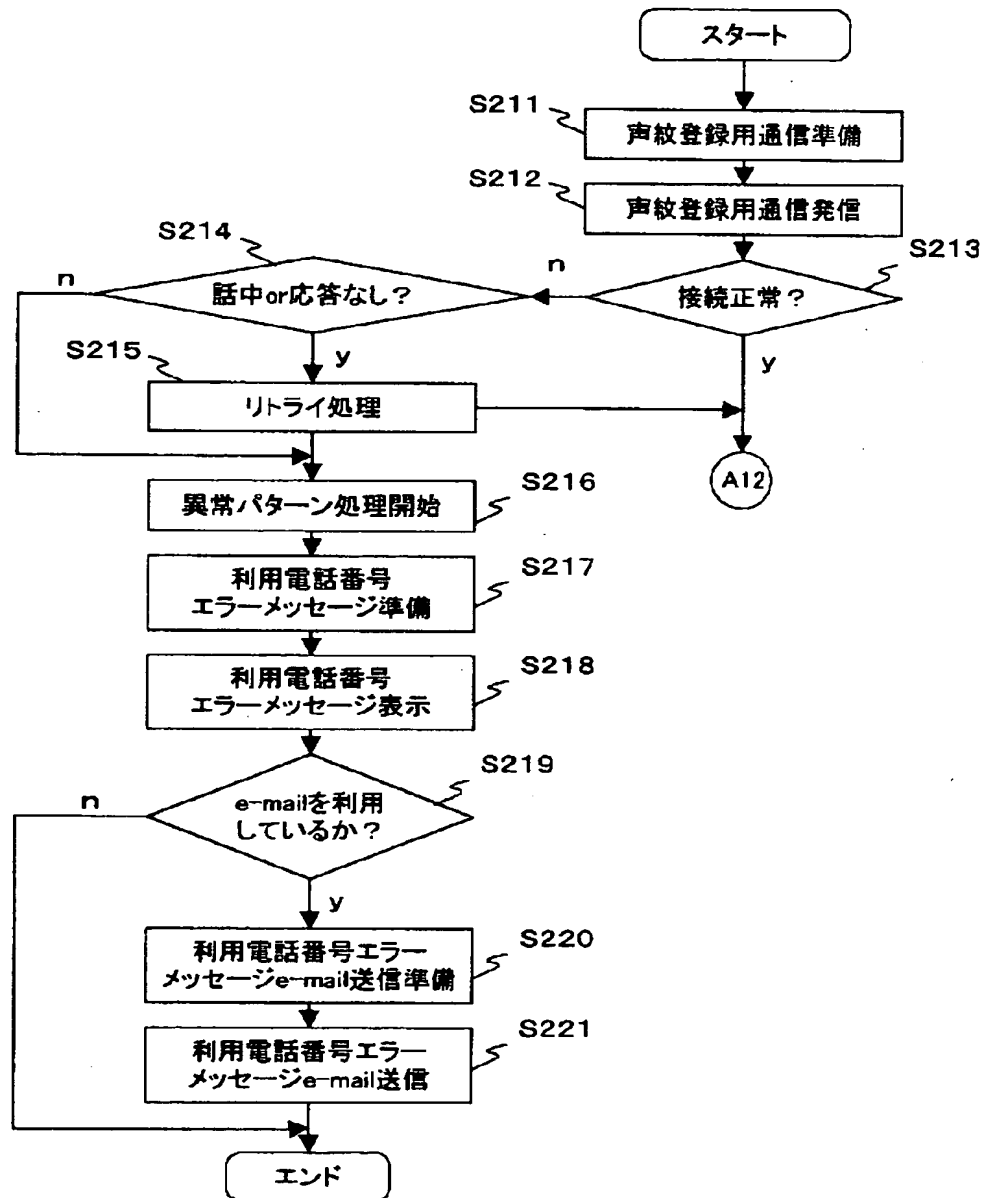 スタート
S211
声紋登録用通信準備
S212
声紋登録用通信発信
S213
接続正常？
n
y
S214
話中or応答なし？
n
y
S215
リトライ処理
A12
S216
異常パターン処理開始
S217
利用電話番号
エラーメッセージ準備
S218
利用電話番号
エラーメッセージ表示
S219
e-mailを利用
しているか？
n
y
S220
利用電話番号エラー
メッセージe-mail送信準備
S221
利用電話番号エラー
メッセージe-mail送信
エンド